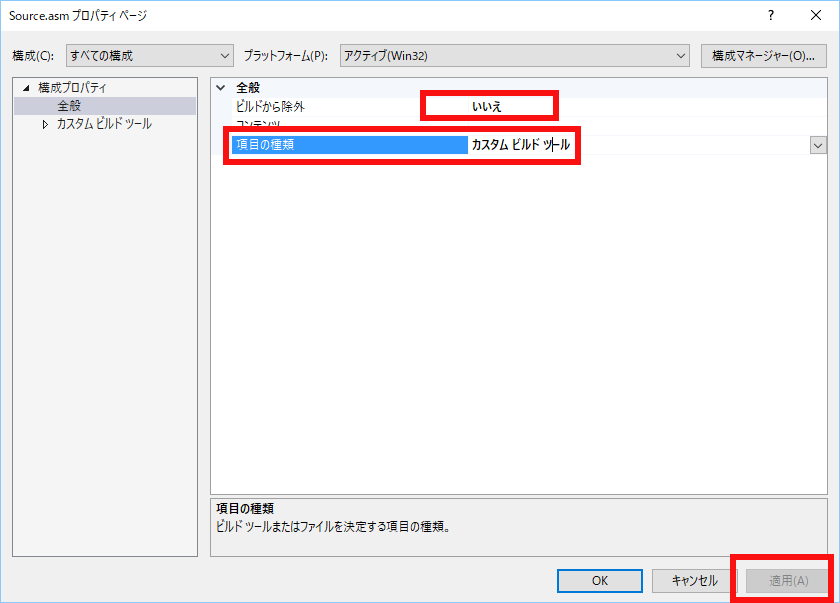 Source.asm プロパティ ページ ?
構成(C): すべての構成 プラットフォーム(P): アクティブ(Win32) 構成マネージャー(O)...
構成プロパティ
全般
カスタム ビルド ツール
全般
ビルドから除外 いいえ
コンテンツ
項目の種類 カスタム ビルド ツール
項目の種類
ビルド ツールまたはファイルを決定する項目の種類。
OK キャンセル 適用(A)